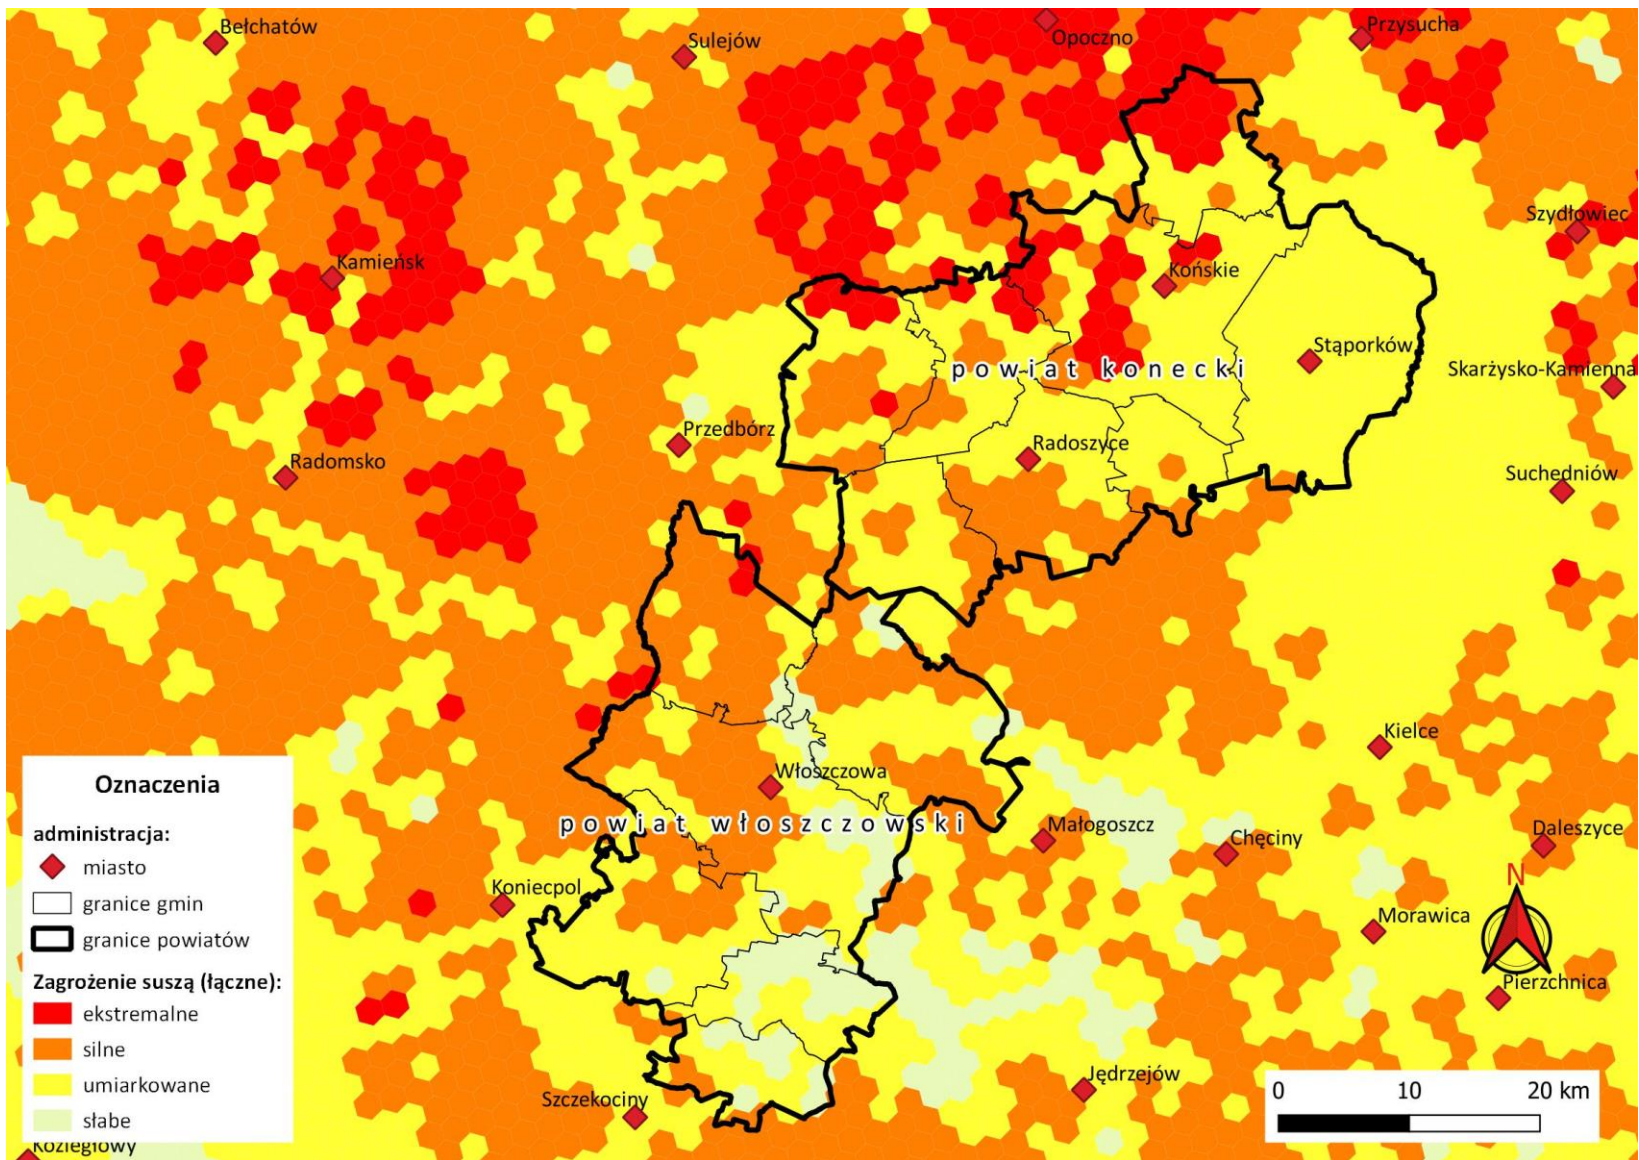 Bełchatów
Sulejów
Opoczno
Przysucha
Szydłowiec
Kamieńsk
Końskie
Stąporków
powiat konecki
Skarżysko-Kamienna
Przedbórz
Radoszyce
Radomsko
Suchedniów
Kielce
Włoszczowa
powiat włoszczowski
Małogoszcz
Chęciny
Daleszyce
Koniecpol
Morawica
N
Pierzchnica
Jędrzejów
Szczekociny
Koziegłowy
Oznaczenia
administracja:
miasto
granice gmin
granice powiatów
Zagrożenie suszą (łączne):
ekstremalne
silne
umiarkowane
słabe
0 10 20 km